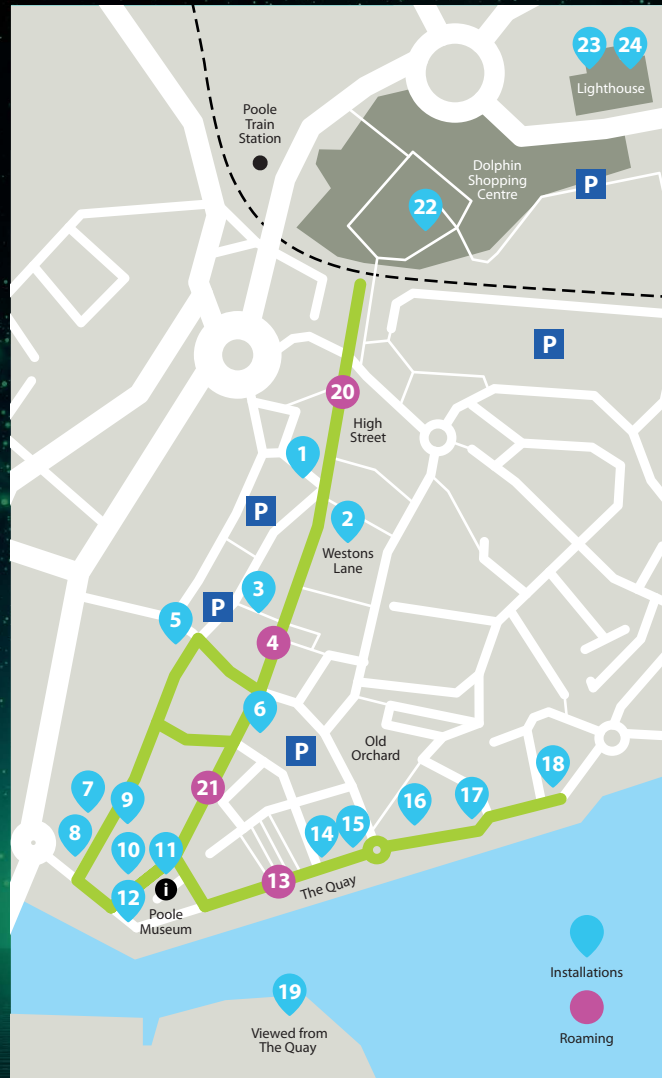 23
24
Lighthouse
Poole
Train
Station
Dolphin
Shopping
Centre
P
22
P
20
High
Street
1
P
2
Westons
Lane
3
P
5
4
6
P
Old
Orchard
21
7
9
8
10
11
12
i
Poole
Museum
13
The Quay
14
15
16
17
18
19
Viewed from
The Quay
Installations
Roaming